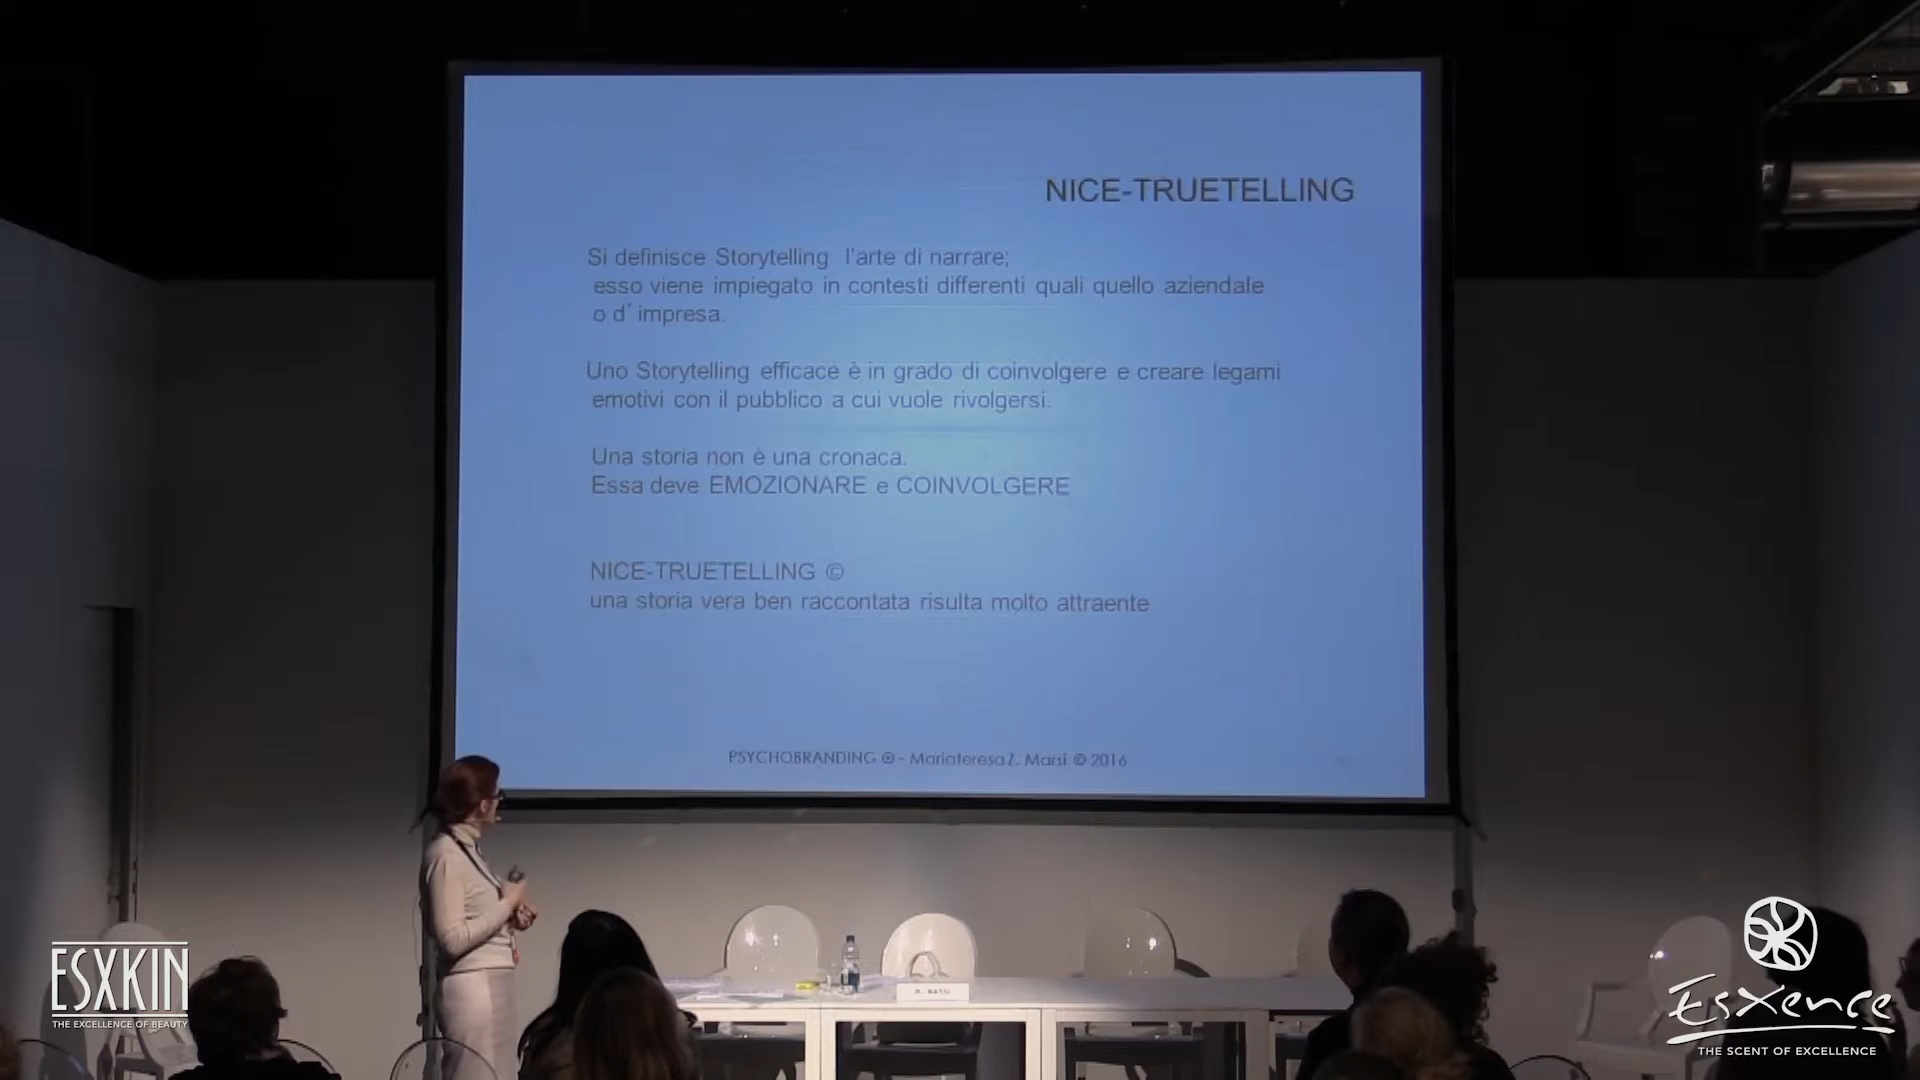 NICE-TRUETELLING
Si definisce Storytelling l'arte di narrare;
esso viene impiegato in contesti differenti quali quello aziendale
o d'impresa.
Uno Storytelling efficace è in grado di coinvolgere e creare legami
emotivi con il pubblico a cui vuole rivolgersi.
Una storia non è una cronaca.
Essa deve EMOZIONARE e COINVOLGERE
NICE-TRUETELLING ©
una storia vera ben raccontata risulta molto attraente
PSYCHOBRANDING ® - Mariateresa Z. Marsi © 2016
ESXKIN
THE EXCELLENCE OF BEAUTY
EsXence
THE SCENT OF EXCELLENCE